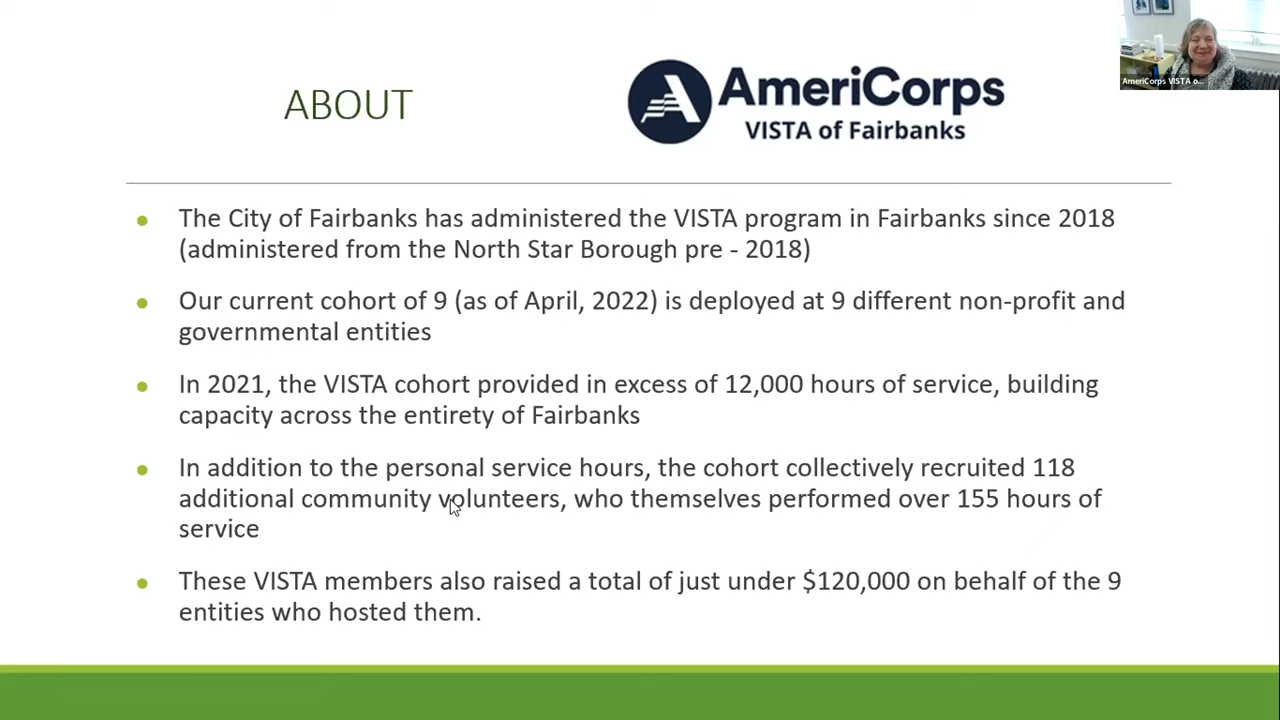 ABOUT
AmeriCorps
VISTA of Fairbanks
AmeriCorps VISTA o...
The City of Fairbanks has administered the VISTA program in Fairbanks since 2018
(administered from the North Star Borough pre - 2018)
Our current cohort of 9 (as of April, 2022) is deployed at 9 different non-profit and
governmental entities
In 2021, the VISTA cohort provided in excess of 12,000 hours of service, building
capacity across the entirety of Fairbanks
In addition to the personal service hours, the cohort collectively recruited 118
additional community volunteers, who themselves performed over 155 hours of
service
These VISTA members also raised a total of just under $120,000 on behalf of the 9
entities who hosted them.